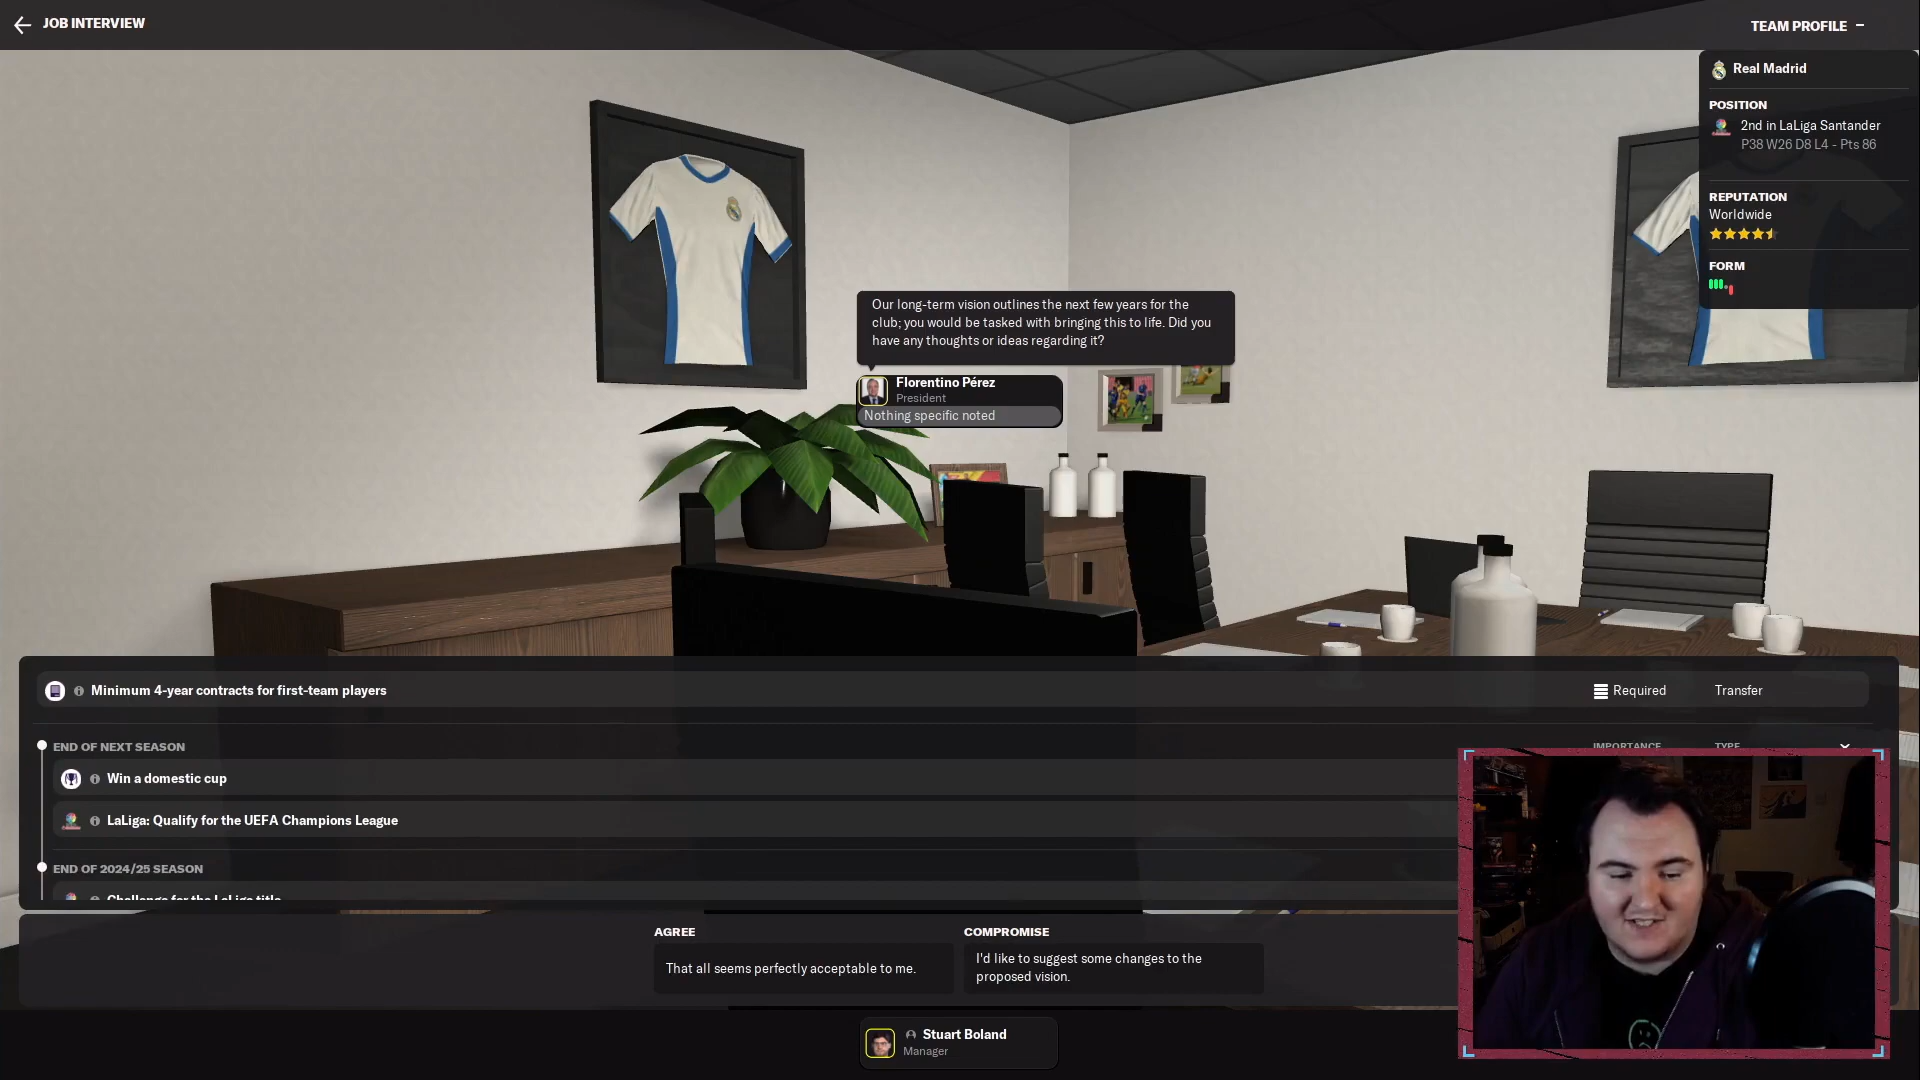 JOB INTERVIEW
TEAM PROFILE –
Real Madrid
POSITION
2nd in LaLiga Santander
P38 W26 D8 L4 - Pts 86
REPUTATION
Worldwide
FORM
Our long-term vision outlines the next few years for the
club; you would be tasked with bringing this to life. Did you
have any thoughts or ideas regarding it?
Florentino Pérez
President
Nothing specific noted
Minimum 4-year contracts for first-team players
Required
Transfer
END OF NEXT SEASON
IMPORTANCE
TYPE
Win a domestic cup
LaLiga: Qualify for the UEFA Champions League
END OF 2024/25 SEASON
Challenge for the LaLiga title
AGREE
That all seems perfectly acceptable to me.
COMPROMISE
I'd like to suggest some changes to the
proposed vision.
Stuart Boland
Manager